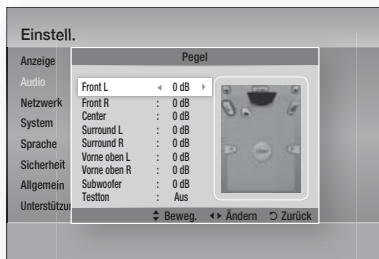 Einstell.
Pegel
Anzeige
Audio
Netzwerk
System
Sprache
Sicherheit
Allgemein
Front L ◀ 0 dB ▶
Front R : 0 dB
Center : 0 dB
Surround L : 0 dB
Surround R : 0 dB
Vorne oben L : 0 dB
Vorne oben R : 0 dB
Subwoofer : 0 dB
Testton : Aus
Beweg. Ändern Zurück